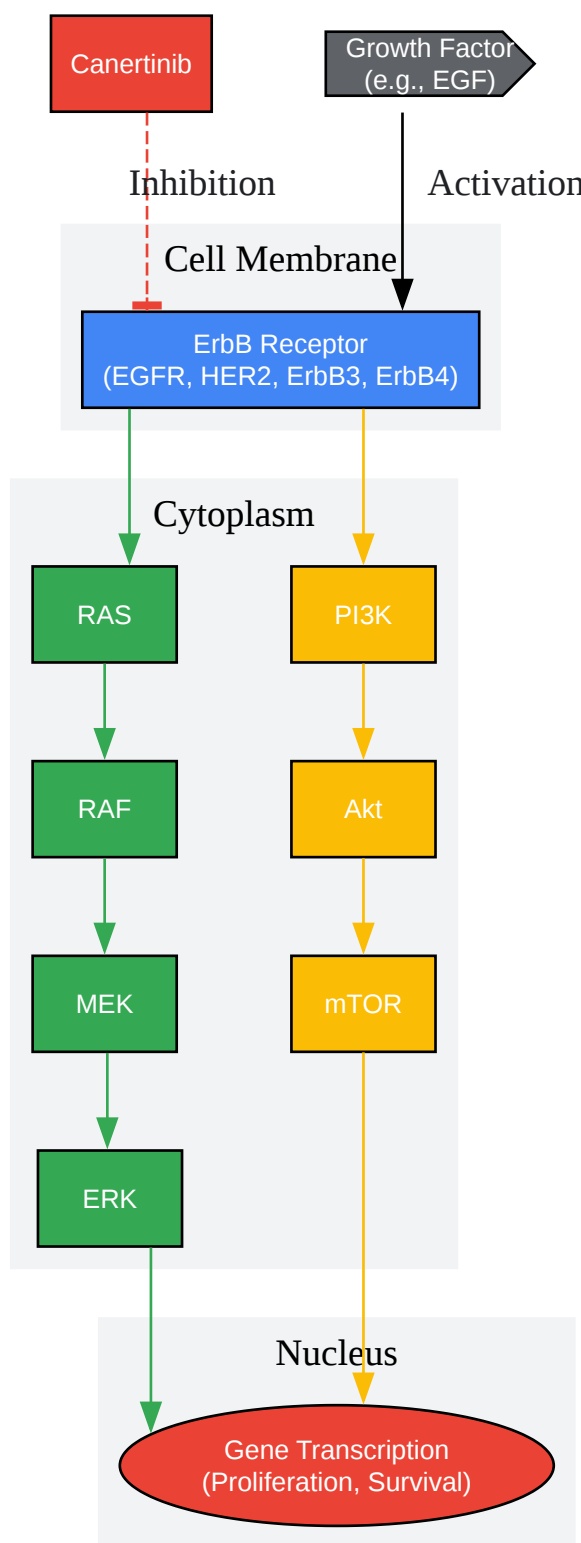 Canertinib
Growth Factor
(e.g., EGF)
Inhibition
Activation
Cell Membrane
ErbB Receptor
(EGFR, HER2, ErbB3, ErbB4)
Cytoplasm
RAS
PI3K
RAF
Akt
MEK
mTOR
ERK
Nucleus
Gene Transcription
(Proliferation, Survival)